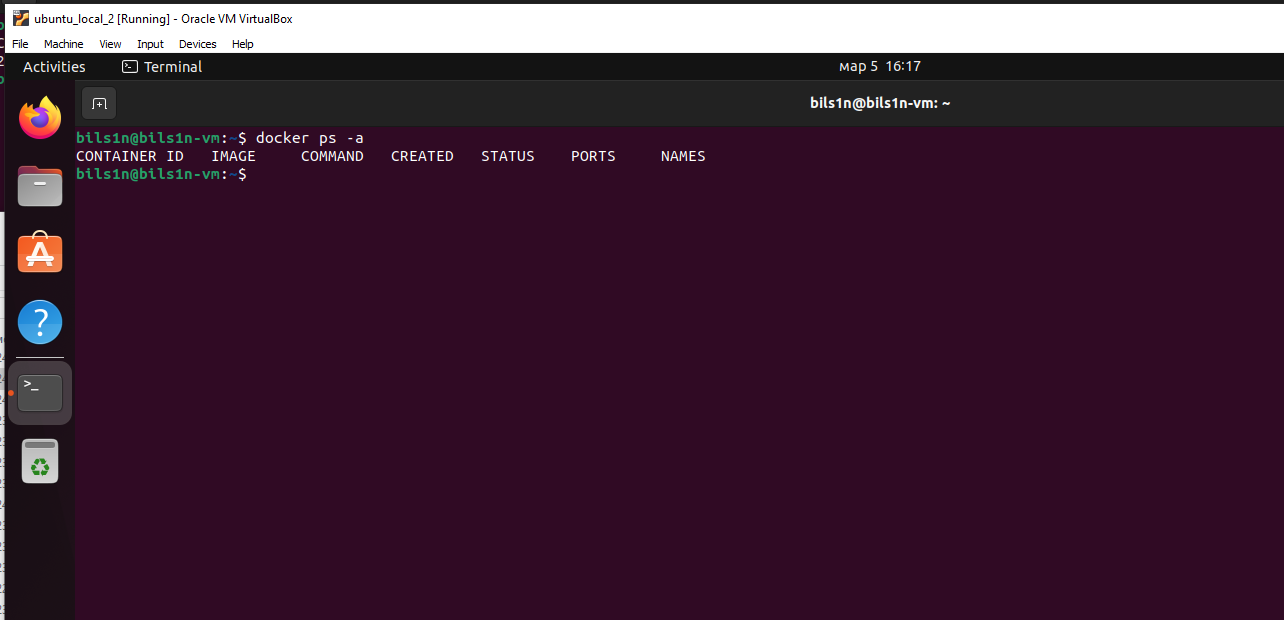 ubuntu_local_2 [Running] - Oracle VM VirtualBox
File Machine View Input Devices Help
Activities Terminal мар 5 16:17
bils1n@bils1n-vm: ~
bils1n@bils1n-vm:~$ docker ps -a
CONTAINER ID IMAGE COMMAND CREATED STATUS PORTS NAMES
bils1n@bils1n-vm:~$